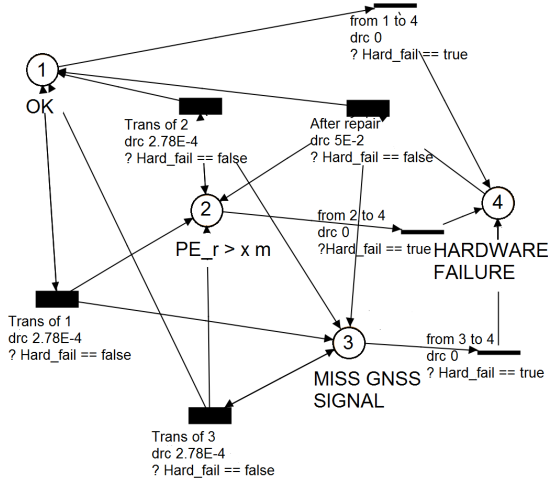 from 1 to 4
drc 0
? Hard_fail == true
1
OK
Trans of 2
drc 2.78E-4
? Hard_fail == false
After repair
drc 5E-2
? Hard_fail == false
2
PE_r > x m
from 2 to 4
drc 0
?Hard_fail == true
4
HARDWARE
FAILURE
Trans of 1
drc 2.78E-4
? Hard_fail == false
3
MISS GNSS
SIGNAL
from 3 to 4
drc 0
? Hard_fail == true
Trans of 3
drc 2.78E-4
? Hard_fail == false